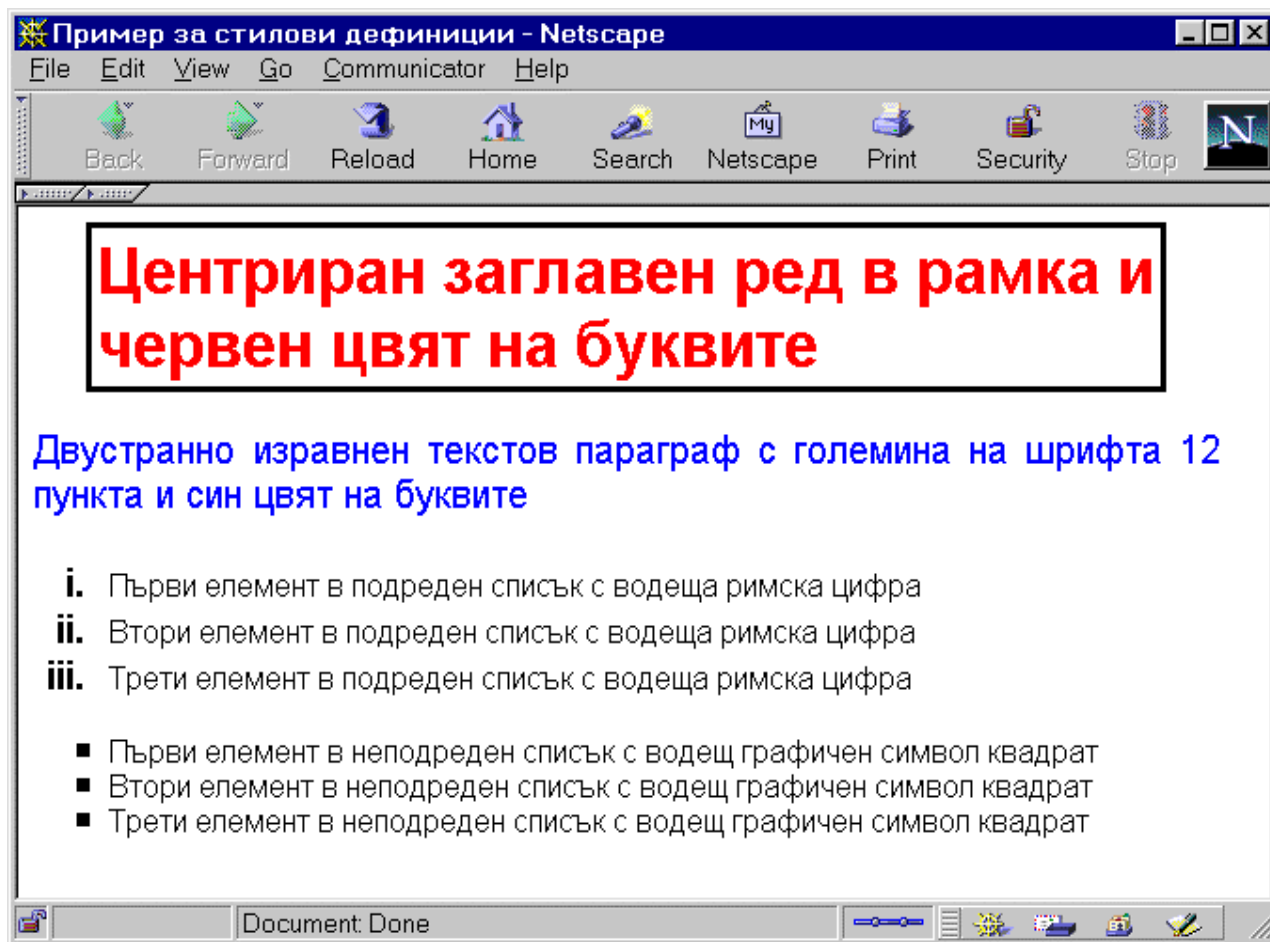 Пример за стилови дефиниции - Netscape
File Edit View Go Communicator Help
My
N
Back Forward Reload Home Search Netscape Print Security Stop
Центриран заглавен ред в рамка и
червен цвят на буквите
Двустранно изравнен текстов параграф с големина на шрифта 12
пункта и син цвят на буквите
i. Първи елемент в подреден списък с водеща римска цифра
ii. Втори елемент в подреден списък с водеща римска цифра
iii. Трети елемент в подреден списък с водеща римска цифра
Първи елемент в неподреден списък с водещ графичен символ квадрат
Втори елемент в неподреден списък с водещ графичен символ квадрат
Трети елемент в неподреден списък с водещ графичен символ квадрат
Document: Done